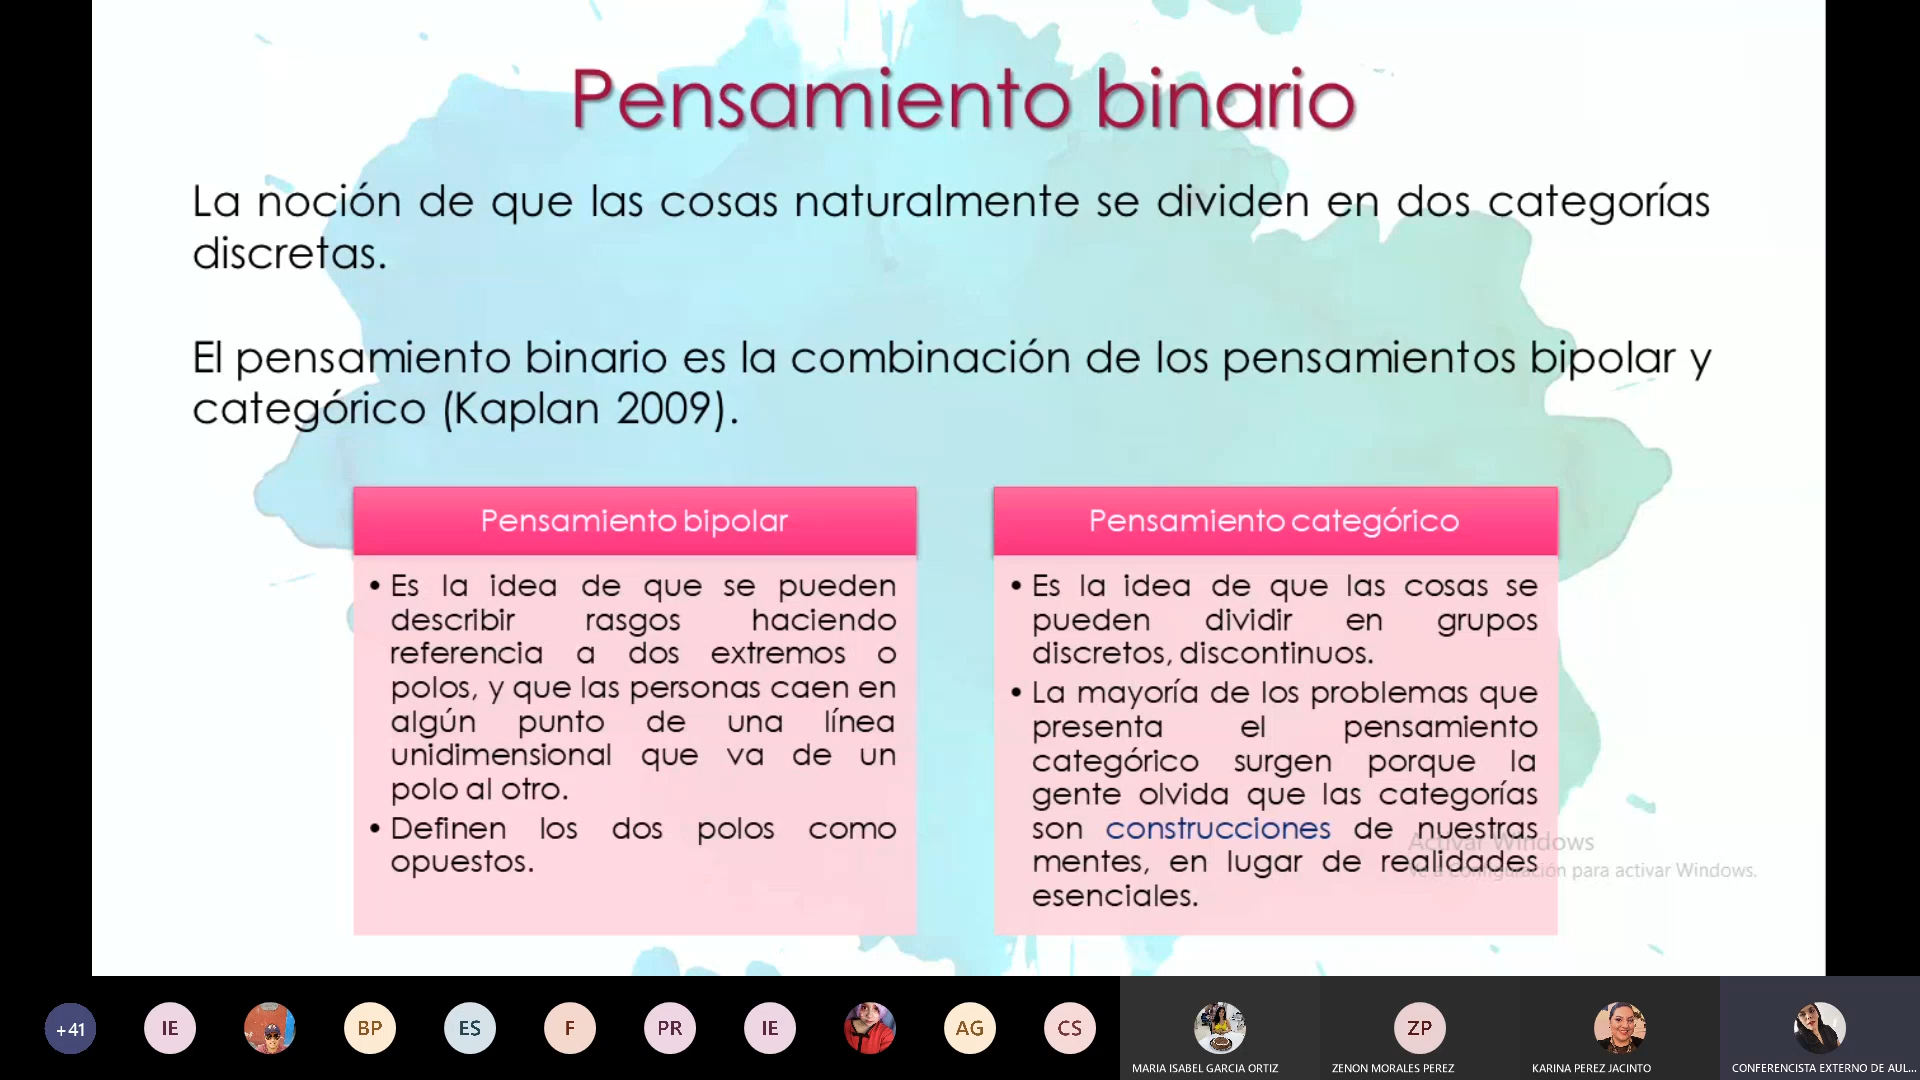 Pensamiento binario
La noción de que las cosas naturalmente se dividen en dos categorías
discretas.
El pensamiento binario es la combinación de los pensamientos bipolar y
categórico (Kaplan 2009).
Pensamiento bipolar
• Es la idea de que se pueden
describir rasgos haciendo
referencia a dos extremos o
polos, y que las personas caen en
algún punto de una línea
unidimensional que va de un
polo al otro.
• Definen los dos polos como
opuestos.
Pensamiento categórico
• Es la idea de que las cosas se
pueden dividir en grupos
discretos, discontinuos.
• La mayoría de los problemas que
presenta el pensamiento
categórico surgen porque la
gente olvida que las categorías
son construcciones de nuestras
mentes, en lugar de realidades
esenciales.
Activar Windows
Ve a Configuración para activar Windows.
+41
IE
BP
ES
F
PR
IE
AG
CS
ZP
MARIA ISABEL GARCIA ORTIZ
ZENON MORALES PEREZ
KARINA PEREZ JACINTO
CONFERENCISTA EXTERNO DE AUL...